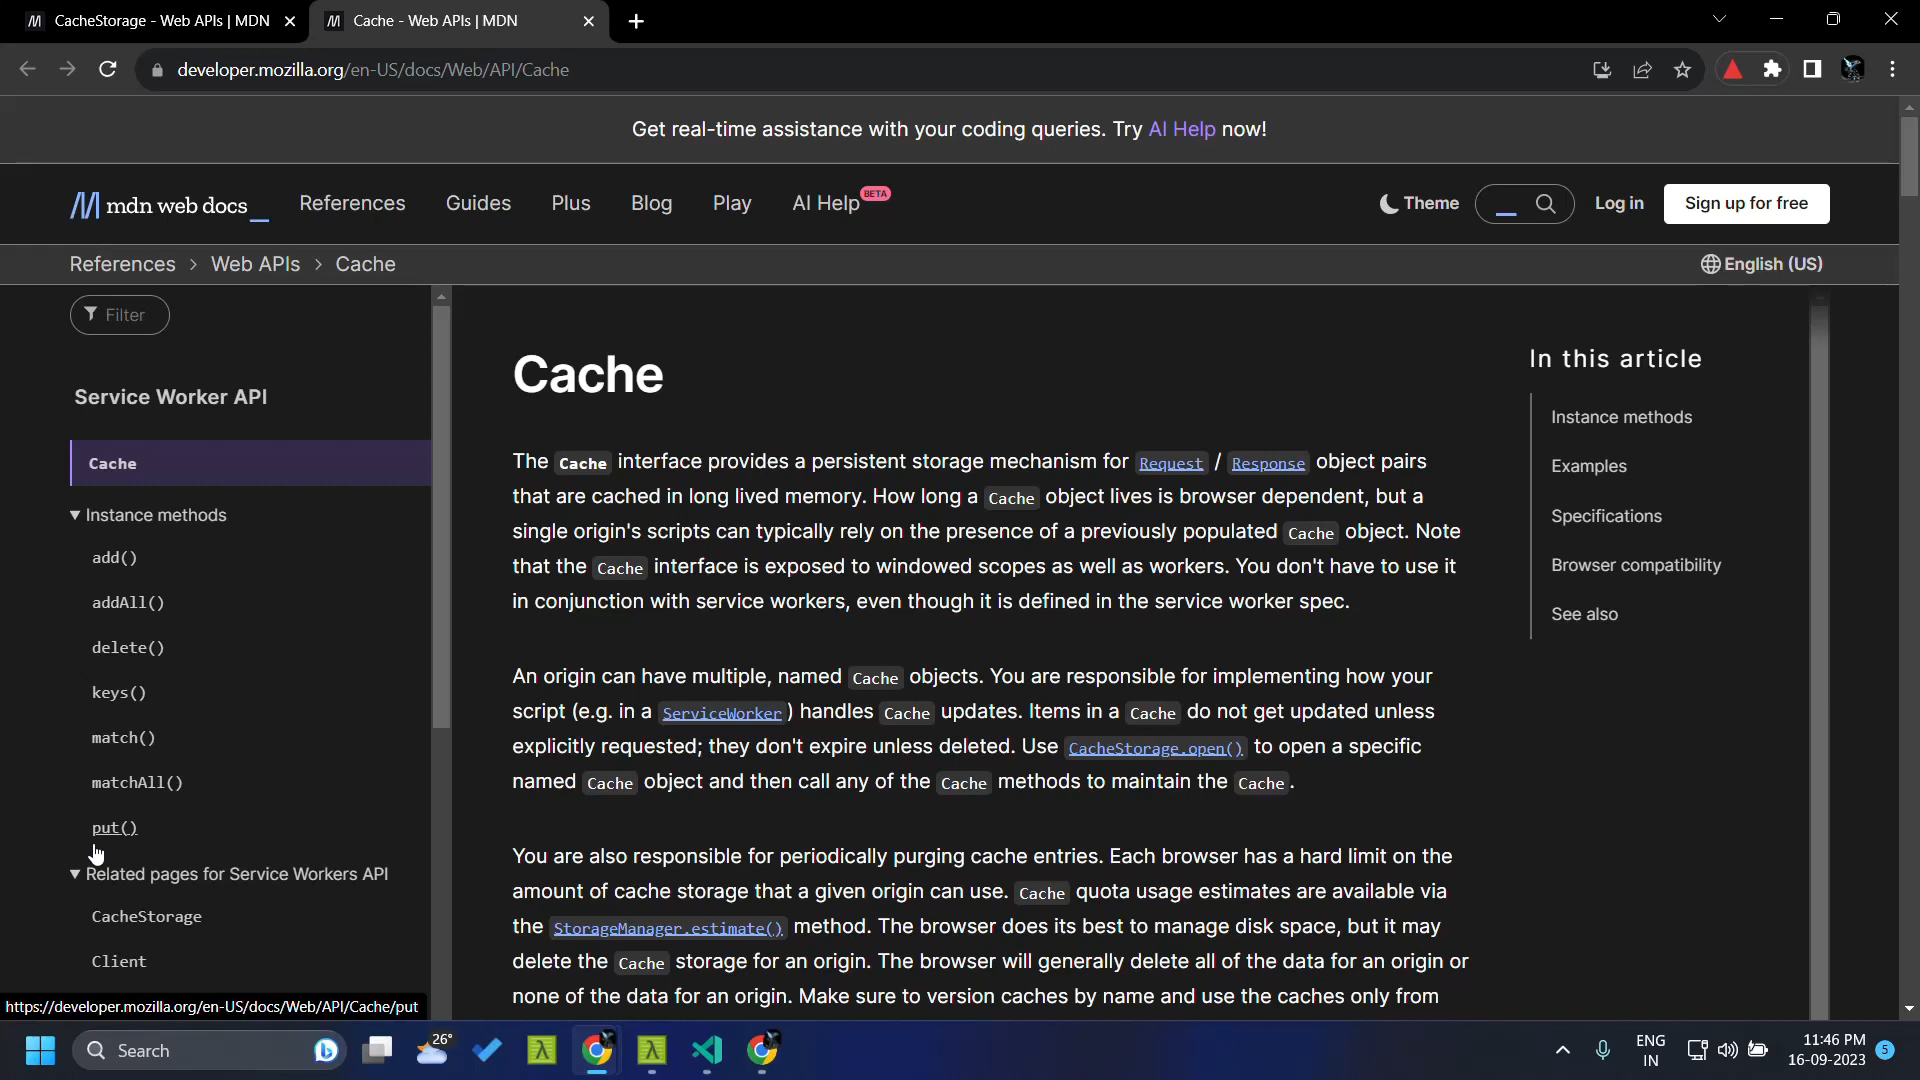 CacheStorage - Web APIs | MDN
Cache - Web APIs | MDN
developer.mozilla.org/en-US/docs/Web/API/Cache
Get real-time assistance with your coding queries. Try AI Help now!
mdn web docs_
References
Guides
Plus
Blog
Play
AI Help BETA
Theme
Log in
Sign up for free
References > Web APIs > Cache
English (US)
Filter
Service Worker API
Cache
Instance methods
add()
addAll()
delete()
keys()
match()
matchAll()
put()
Related pages for Service Workers API
CacheStorage
Client
https://developer.mozilla.org/en-US/docs/Web/API/Cache/put
Cache
The Cache interface provides a persistent storage mechanism for Request / Response object pairs
that are cached in long lived memory. How long a Cache object lives is browser dependent, but a
single origin's scripts can typically rely on the presence of a previously populated Cache object. Note
that the Cache interface is exposed to windowed scopes as well as workers. You don't have to use it
in conjunction with service workers, even though it is defined in the service worker spec.
An origin can have multiple, named Cache objects. You are responsible for implementing how your
script (e.g. in a ServiceWorker) handles Cache updates. Items in a Cache do not get updated unless
explicitly requested; they don't expire unless deleted. Use CacheStorage.open() to open a specific
named Cache object and then call any of the Cache methods to maintain the Cache.
You are also responsible for periodically purging cache entries. Each browser has a hard limit on the
amount of cache storage that a given origin can use. Cache quota usage estimates are available via
the StorageManager.estimate() method. The browser does its best to manage disk space, but it may
delete the Cache storage for an origin. The browser will generally delete all of the data for an origin or
none of the data for an origin. Make sure to version caches by name and use the caches only from
In this article
Instance methods
Examples
Specifications
Browser compatibility
See also
Search
26°
ENG
IN
11:46 PM
16-09-2023
5